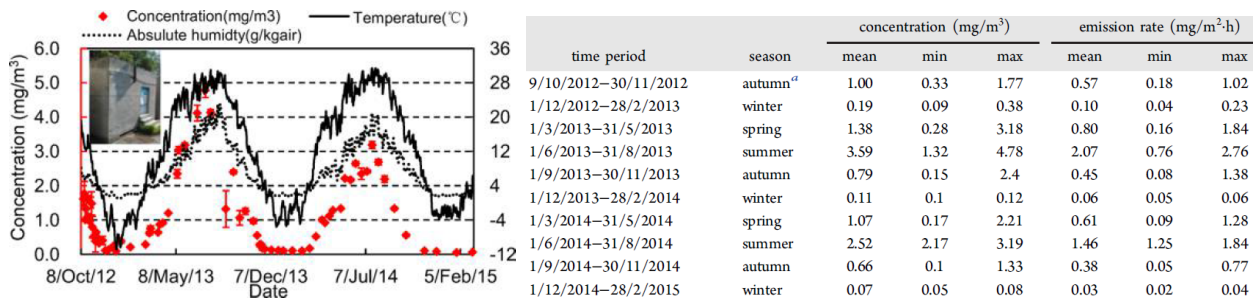 Concentration(mg/m3) Temperature(℃)
Absolute humidity(g/kgair)
6.0 36
5.0 28
4.0 20
3.0 12
2.0 4
1.0 -4
0.0 -12
Concentration (mg/m³)
8/Oct/12 8/May/13 7/Dec/13 7/Jul/14 5/Feb/15
Date
concentration (mg/m³) emission rate (mg/m²·h)
time period season mean min max mean min max
9/10/2012−30/11/2012 autumnᵃ 1.00 0.33 1.77 0.57 0.18 1.02
1/12/2012−28/2/2013 winter 0.19 0.09 0.38 0.10 0.04 0.23
1/3/2013−31/5/2013 spring 1.38 0.28 3.18 0.80 0.16 1.84
1/6/2013−31/8/2013 summer 3.59 1.32 4.78 2.07 0.76 2.76
1/9/2013−30/11/2013 autumn 0.79 0.15 2.4 0.45 0.08 1.38
1/12/2013−28/2/2014 winter 0.11 0.1 0.12 0.06 0.05 0.06
1/3/2014−31/5/2014 spring 1.07 0.17 2.21 0.61 0.09 1.28
1/6/2014−31/8/2014 summer 2.52 2.17 3.19 1.46 1.25 1.84
1/9/2014−30/11/2014 autumn 0.66 0.1 1.33 0.38 0.05 0.77
1/12/2014−28/2/2015 winter 0.07 0.05 0.08 0.03 0.02 0.04